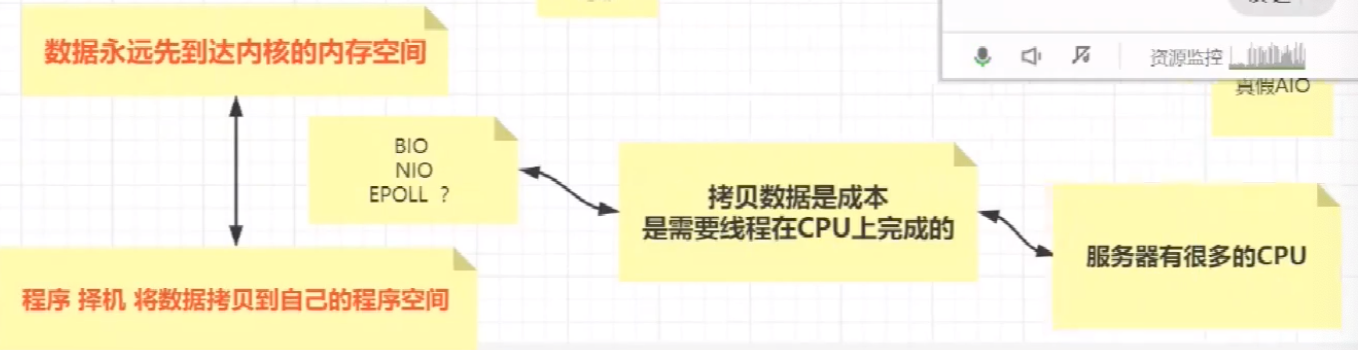 数据永远先到达内核的内存空间
资源监控
真假AIO
BIO
NIO
EPOLL ？
拷贝数据是成本
是需要线程在CPU上完成的
服务器有很多的CPU
程序 择机 将数据拷贝到自己的程序空间